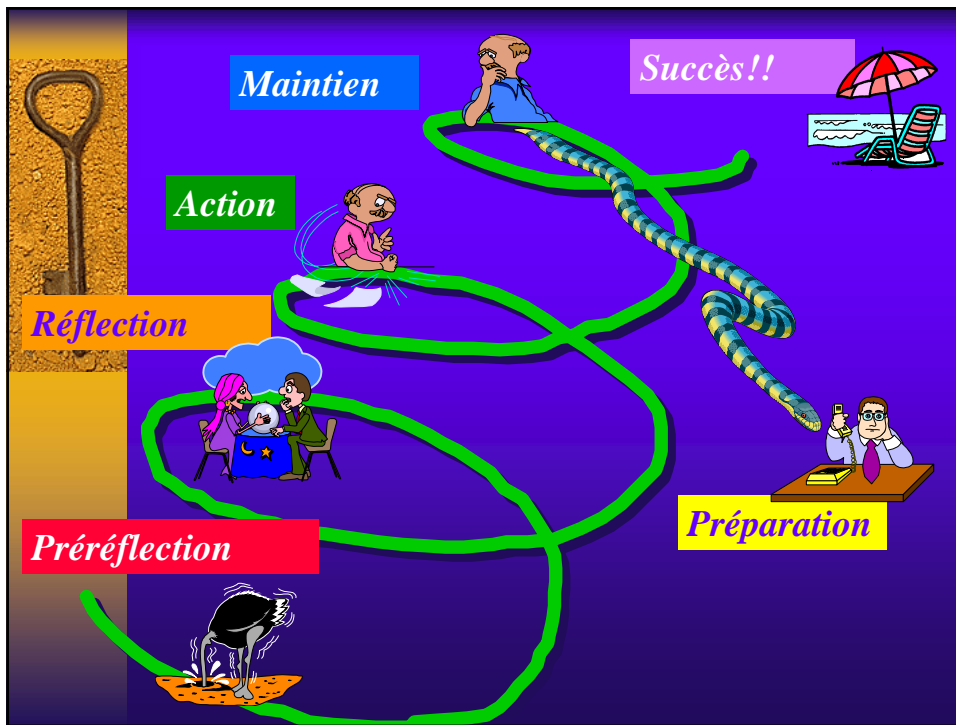 Maintien
Succès!!
Action
Réflection
Préparation
Préréflection